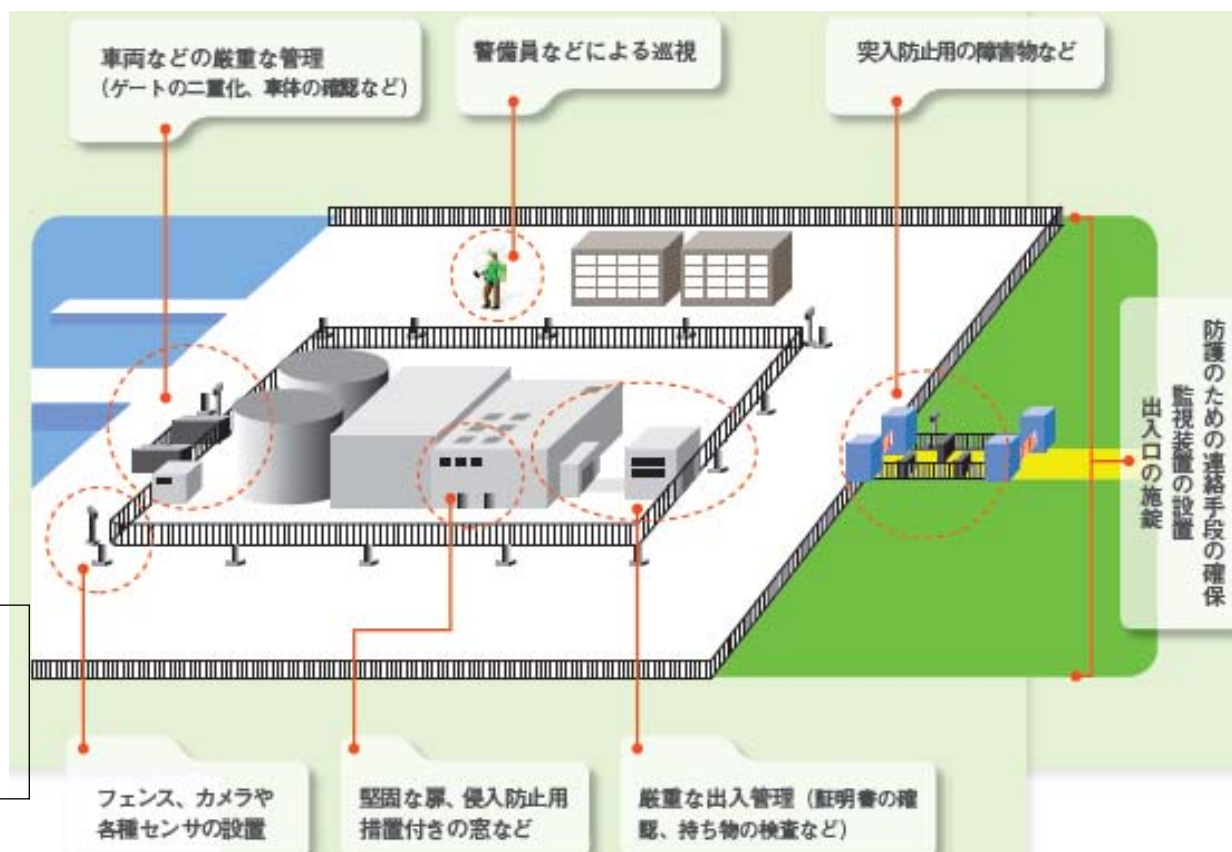 車両などの厳重な管理
（ゲートの二重化、車体の確認など）
警備員などによる巡視
突入防止用の障害物など
防護のための連絡手段の確保
監視装置の設置
出入口の施錠
フェンス、カメラや
各種センサの設置
堅固な扉、侵入防止用
措置付きの窓など
厳重な出入管理（証明書の確
認、持ち物の検査など）